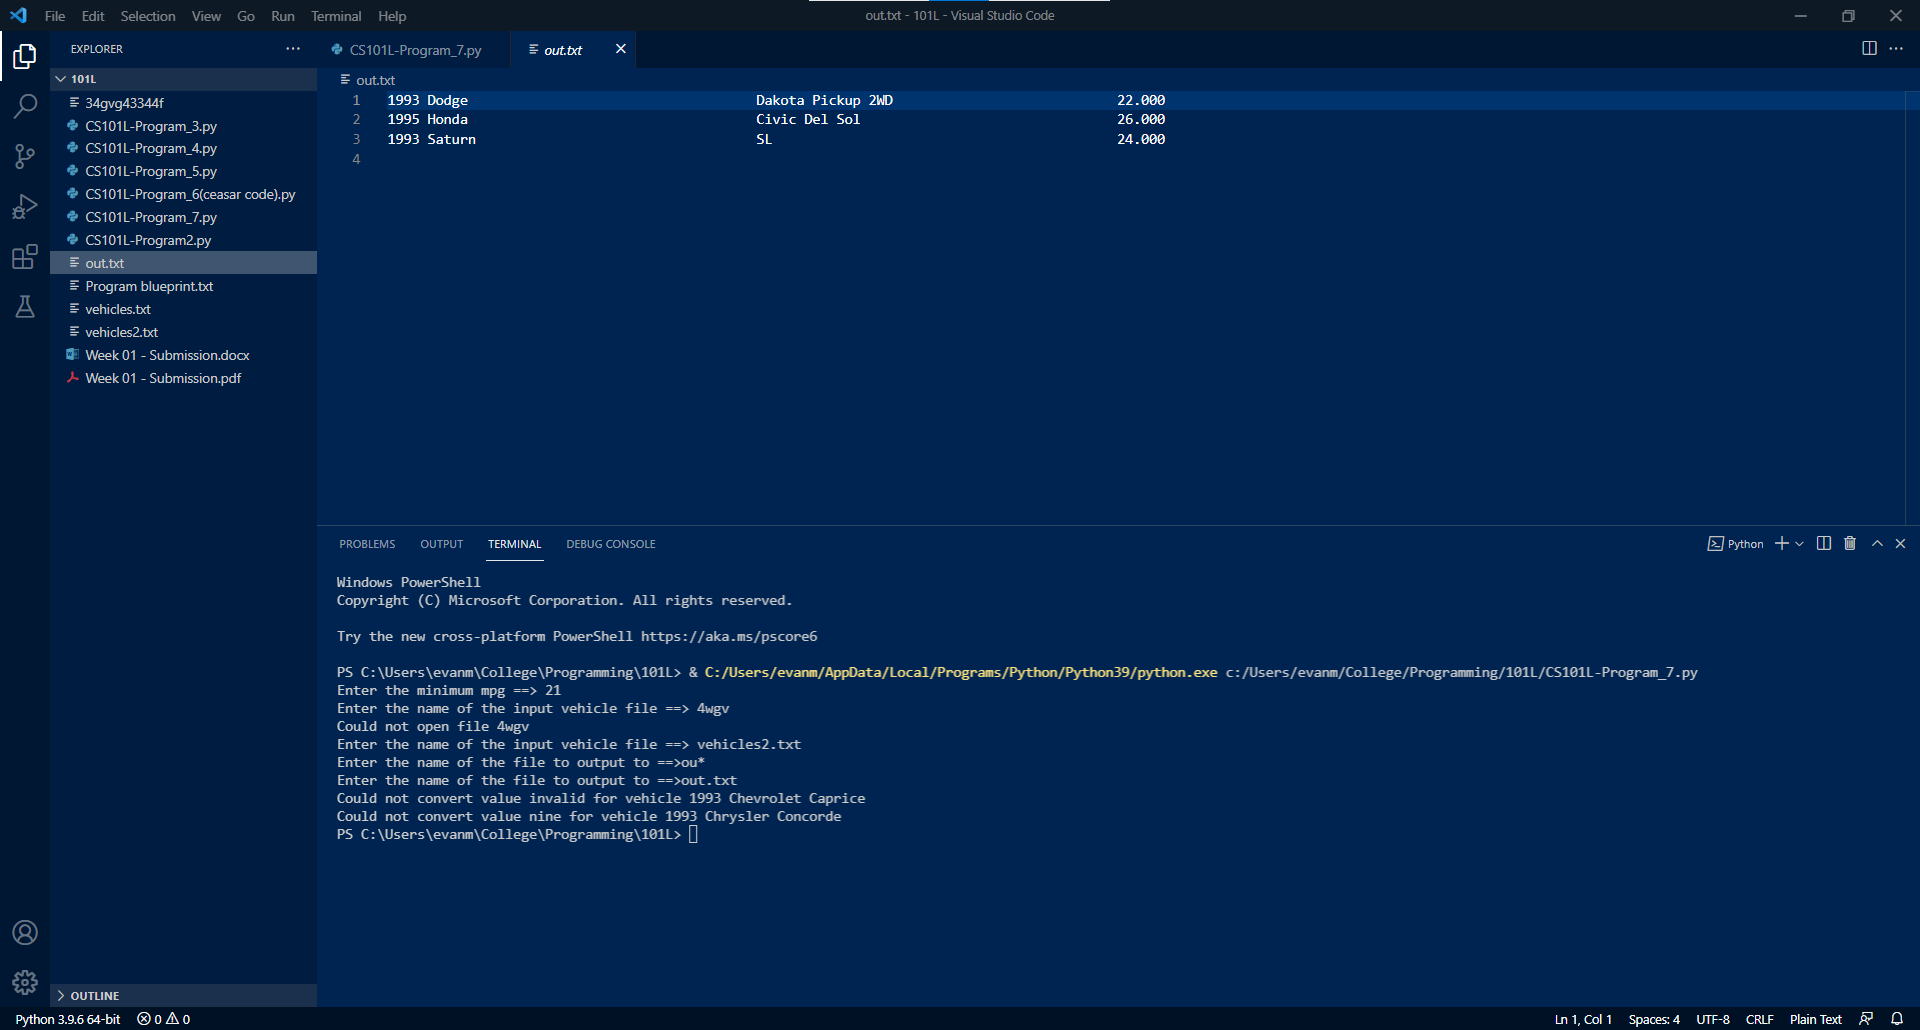 File Edit Selection View Go Run Terminal Help
out.txt - 101L - Visual Studio Code
EXPLORER
101L
34gvg43344f
CS101L-Program_3.py
CS101L-Program_4.py
CS101L-Program_5.py
CS101L-Program_6(ceasar code).py
CS101L-Program_7.py
CS101L-Program2.py
out.txt
Program blueprint.txt
vehicles.txt
vehicles2.txt
Week 01 - Submission.docx
Week 01 - Submission.pdf
OUTLINE
CS101L-Program_7.py out.txt
out.txt
1 1993 Dodge Dakota Pickup 2WD 22.000
2 1995 Honda Civic Del Sol 26.000
3 1993 Saturn SL 24.000
4
PROBLEMS OUTPUT TERMINAL DEBUG CONSOLE
Python
Windows PowerShell
Copyright (C) Microsoft Corporation. All rights reserved.
Try the new cross-platform PowerShell https://aka.ms/pscore6
PS C:\Users\evanm\College\Programming\101L> & C:/Users/evanm/AppData/Local/Programs/Python/Python39/python.exe c:/Users/evanm/College/Programming/101L/CS101L-Program_7.py
Enter the minimum mpg ==> 21
Enter the name of the input vehicle file ==> 4wgv
Could not open file 4wgv
Enter the name of the input vehicle file ==> vehicles2.txt
Enter the name of the file to output to ==>ou*
Enter the name of the file to output to ==>out.txt
Could not convert value invalid for vehicle 1993 Chevrolet Caprice
Could not convert value nine for vehicle 1993 Chrysler Concorde
PS C:\Users\evanm\College\Programming\101L>
Python 3.9.6 64-bit 0 0
Ln 1, Col 1 Spaces: 4 UTF-8 CRLF Plain Text